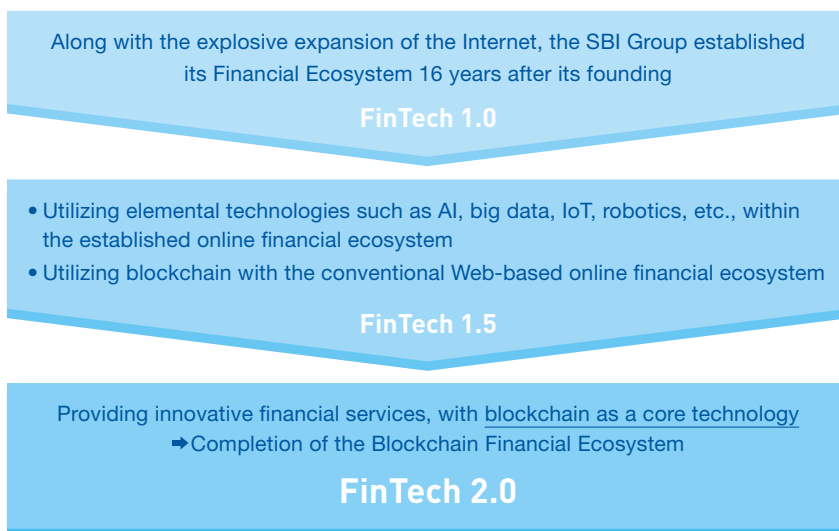 Along with the explosive expansion of the Internet, the SBI Group established
its Financial Ecosystem 16 years after its founding
FinTech 1.0
• Utilizing elemental technologies such as AI, big data, IoT, robotics, etc., within
the established online financial ecosystem
• Utilizing blockchain with the conventional Web-based online financial ecosystem
FinTech 1.5
Providing innovative financial services, with blockchain as a core technology
➡Completion of the Blockchain Financial Ecosystem
FinTech 2.0